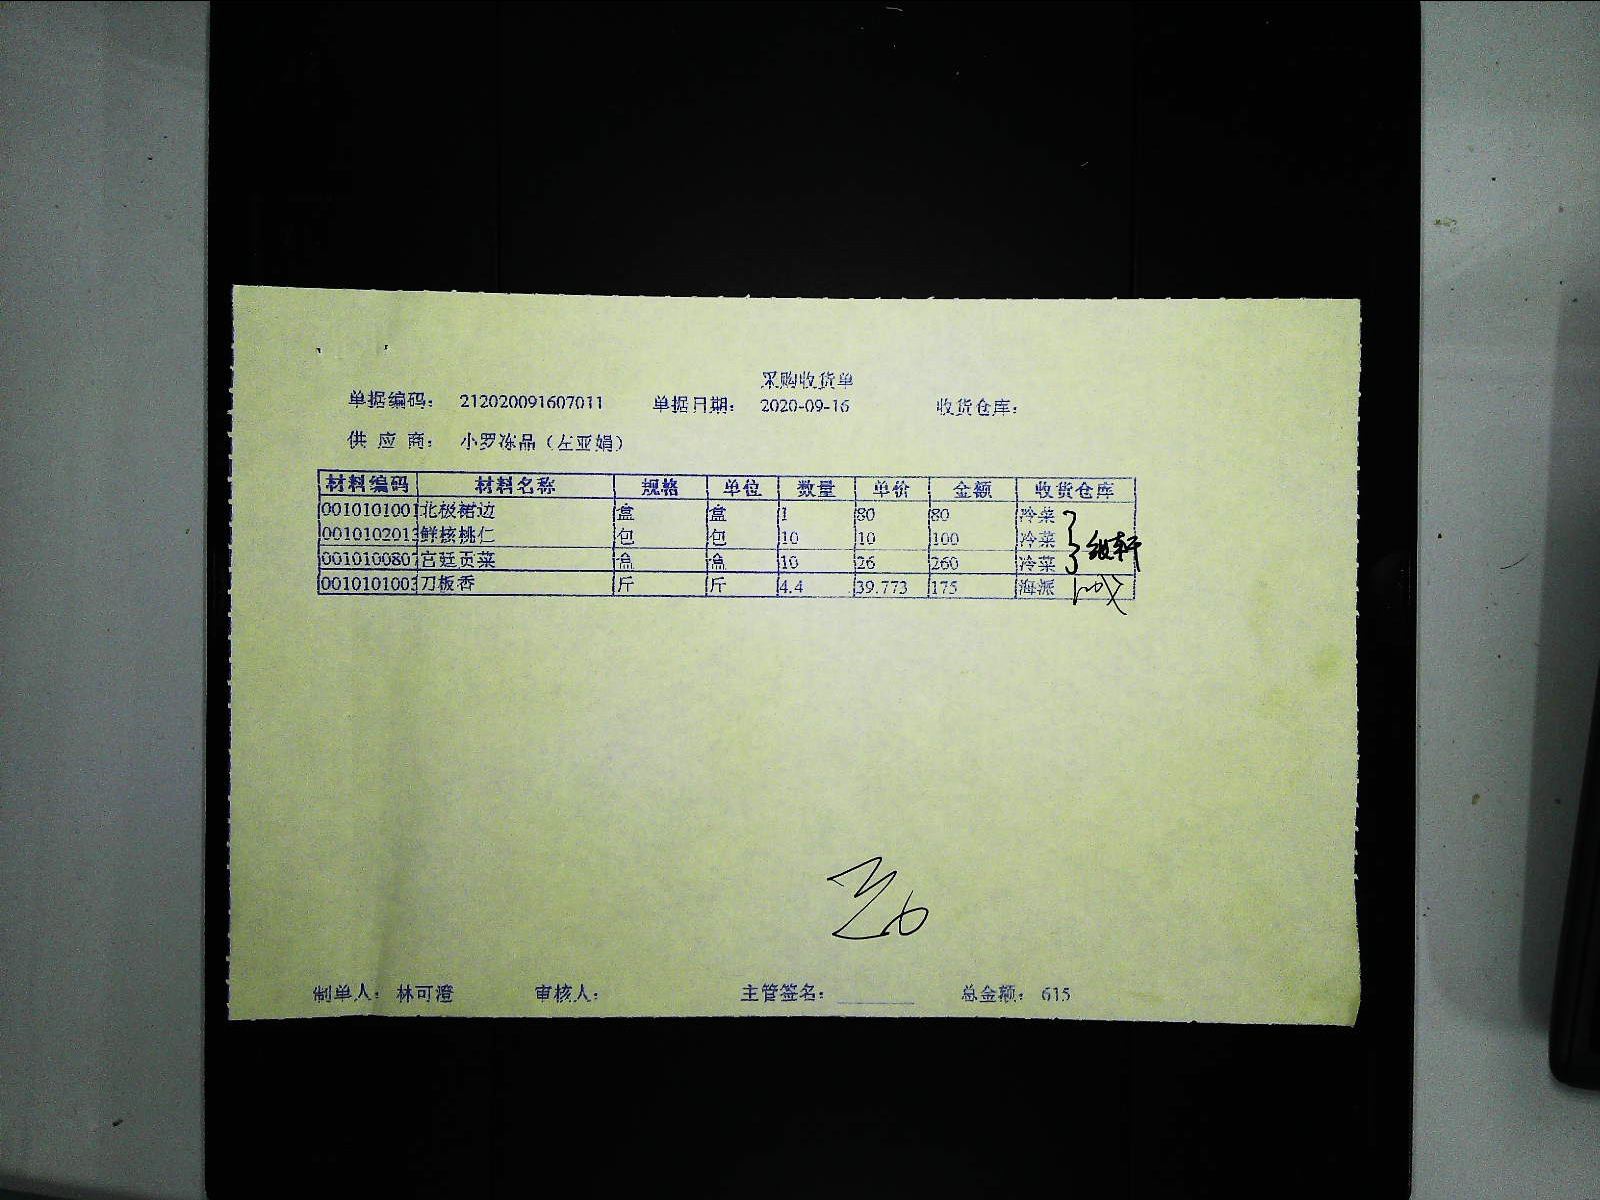 采购收货单
单据编码： 212020091607011 单据日期： 2020-09-16 收货仓库：
供 应 商： 小罗冻品（左亚娟）
材料编码 材料名称 规格 单位 数量 单价 金额 收货仓库
0010101001 北极裙边 盒 盒 1 80 80 冷菜
0010102013 鲜核桃仁 包 包 10 10 100 冷菜
0010100807 宫廷贡菜 盒 盒 10 26 260 冷菜
0010101003 刀板香 斤 斤 4.4 39.773 175 海派
制单人： 林可澄 审核人： 主管签名： 总金额： 615